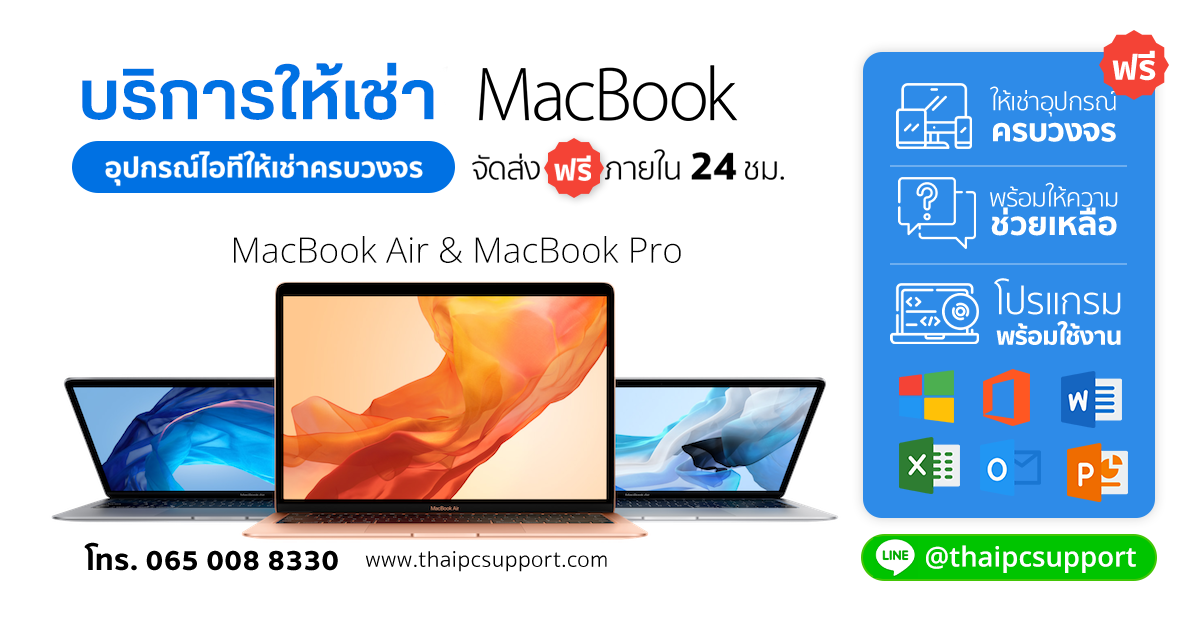 บริการให้เช่า MacBook
อุปกรณ์ไอทีให้เช่าครบวงจร
จัดส่ง ฟรี ภายใน 24 ชม.
MacBook Air & MacBook Pro
MacBook Air
MacBook Air
MacBook Air
โทร. 065 008 8330
www.thaipcsupport.com
ฟรี
ให้เช่าอุปกรณ์
ครบวงจร
?
พร้อมให้ความ
ช่วยเหลือ
<>
</>
@
โปรแกรม
พร้อมใช้งาน
W
X
O
P
LINE
@thaipcsupport